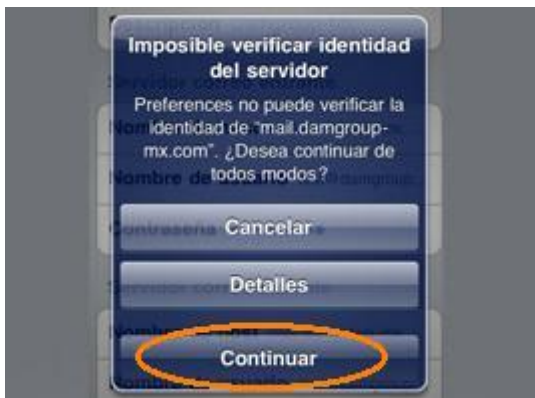 Imposible verificar identidad
del servidor
Preferences no puede verificar la
identidad de "mail.damgroup-
mx.com". ¿Desea continuar de
todos modos?
Cancelar
Detalles
Continuar